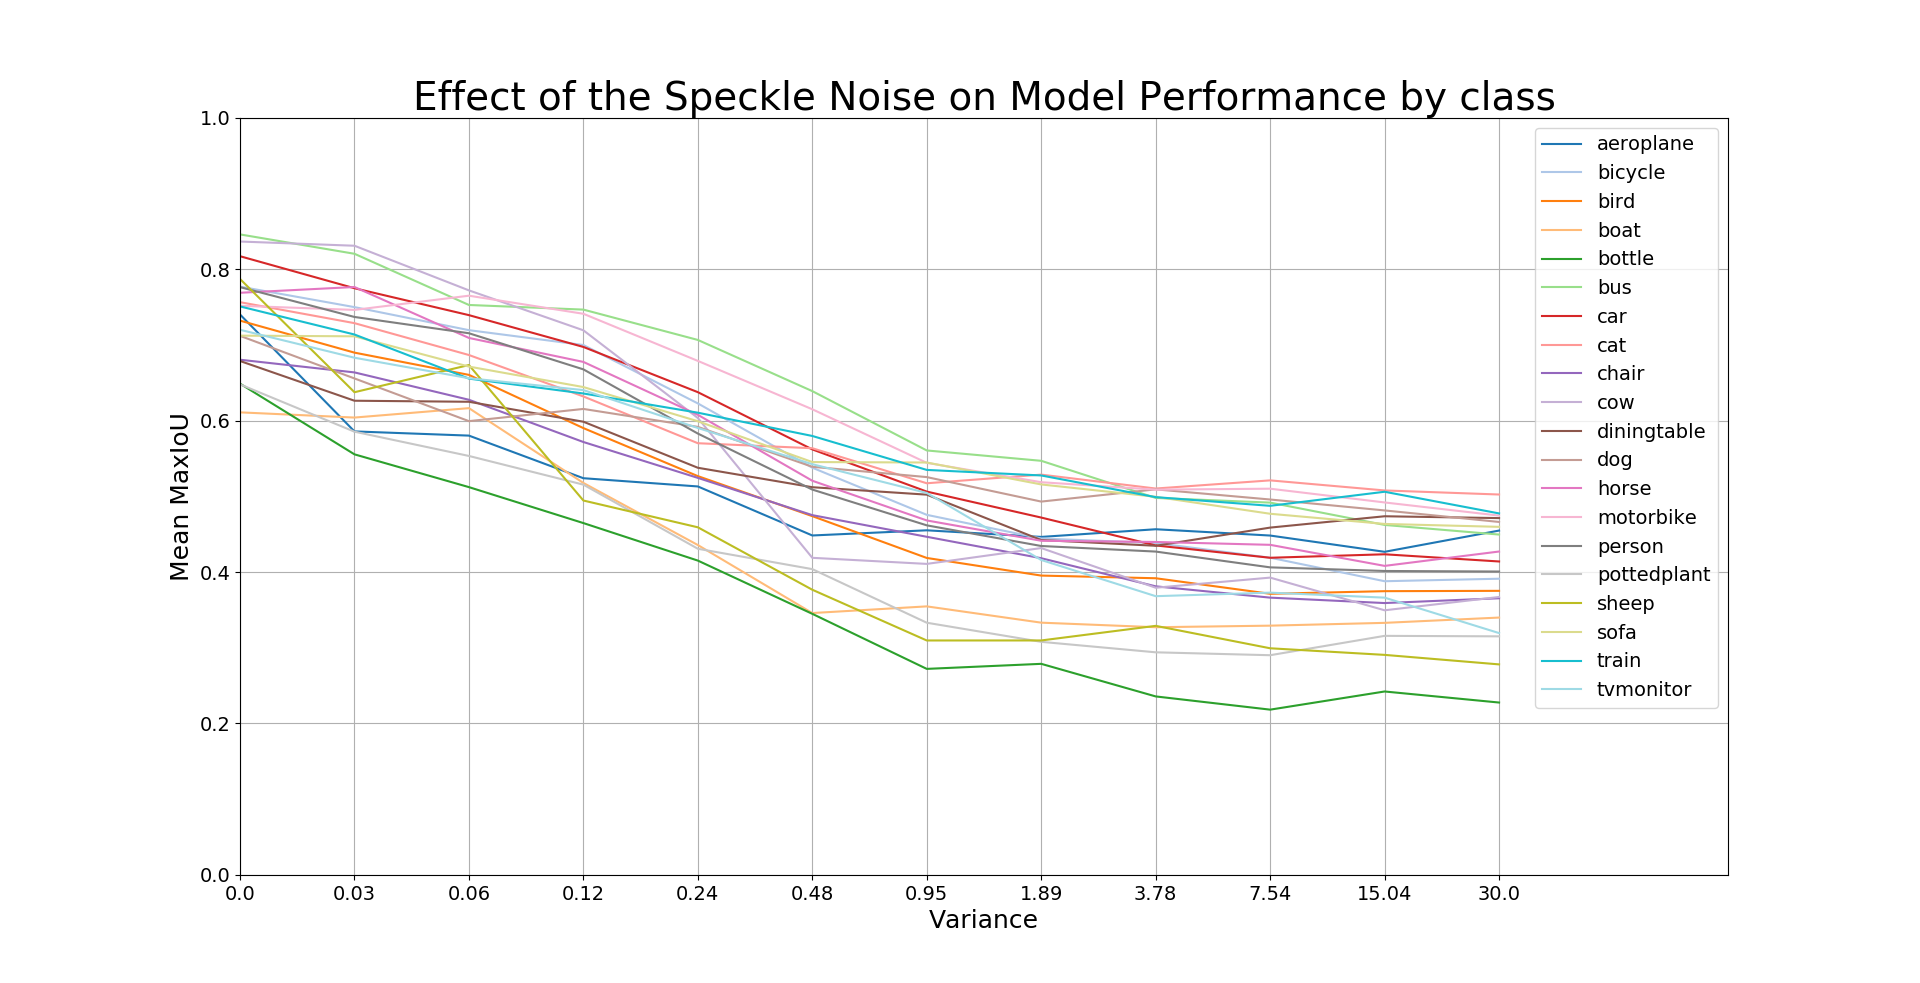 Effect of the Speckle Noise on Model Performance by class
Mean MaxIoU
1.0
0.8
0.6
0.4
0.2
0.0
0.0 0.03 0.06 0.12 0.24 0.48 0.95 1.89 3.78 7.54 15.04 30.0
Variance
aeroplane
bicycle
bird
boat
bottle
bus
car
cat
chair
cow
diningtable
dog
horse
motorbike
person
pottedplant
sheep
sofa
train
tvmonitor